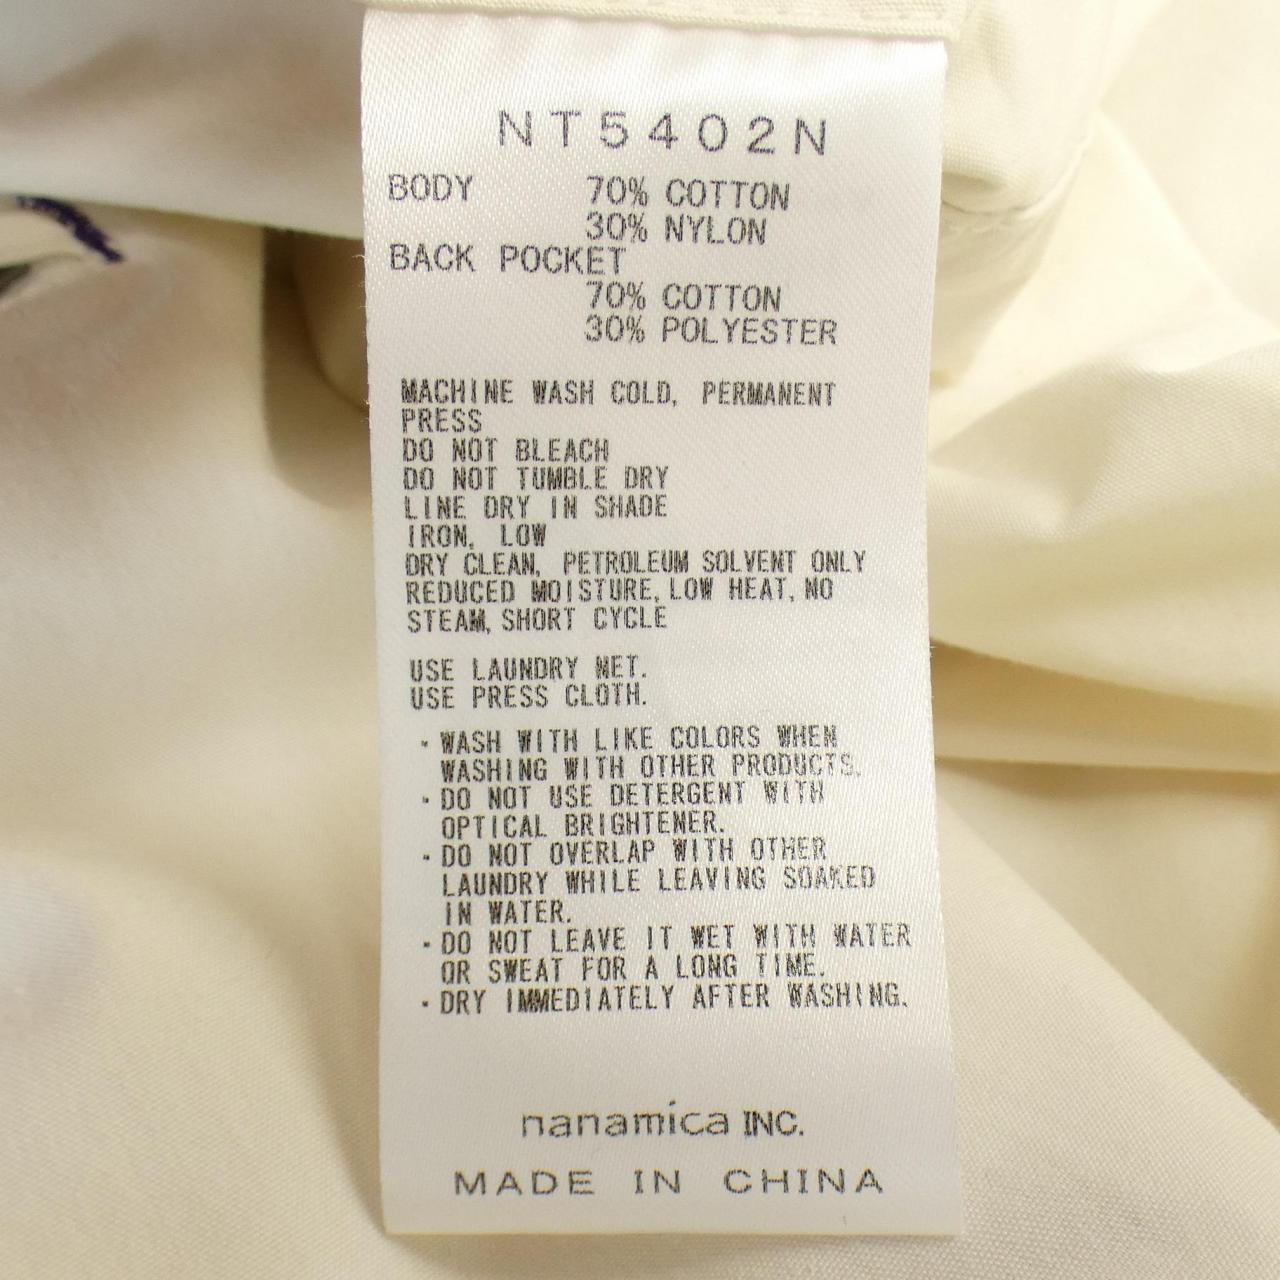 NT5402N
BODY 70% COTTON
30% NYLON
BACK POCKET
70% COTTON
30% POLYESTER
MACHINE WASH COLD, PERMANENT
PRESS
DO NOT BLEACH
DO NOT TUMBLE DRY
LINE DRY IN SHADE
IRON, LOW
DRY CLEAN, PETROLEUM SOLVENT ONLY
REDUCED MOISTURE, LOW HEAT, NO
STEAM, SHORT CYCLE
USE LAUNDRY NET.
USE PRESS CLOTH.
・WASH WITH LIKE COLORS WHEN
WASHING WITH OTHER PRODUCTS.
・DO NOT USE DETERGENT WITH
OPTICAL BRIGHTENER.
・DO NOT OVERLAP WITH OTHER
LAUNDRY WHILE LEAVING SOAKED
IN WATER.
・DO NOT LEAVE IT WET WITH WATER
OR SWEAT FOR A LONG TIME.
・DRY IMMEDIATELY AFTER WASHING.
nanamica INC.
MADE IN CHINA